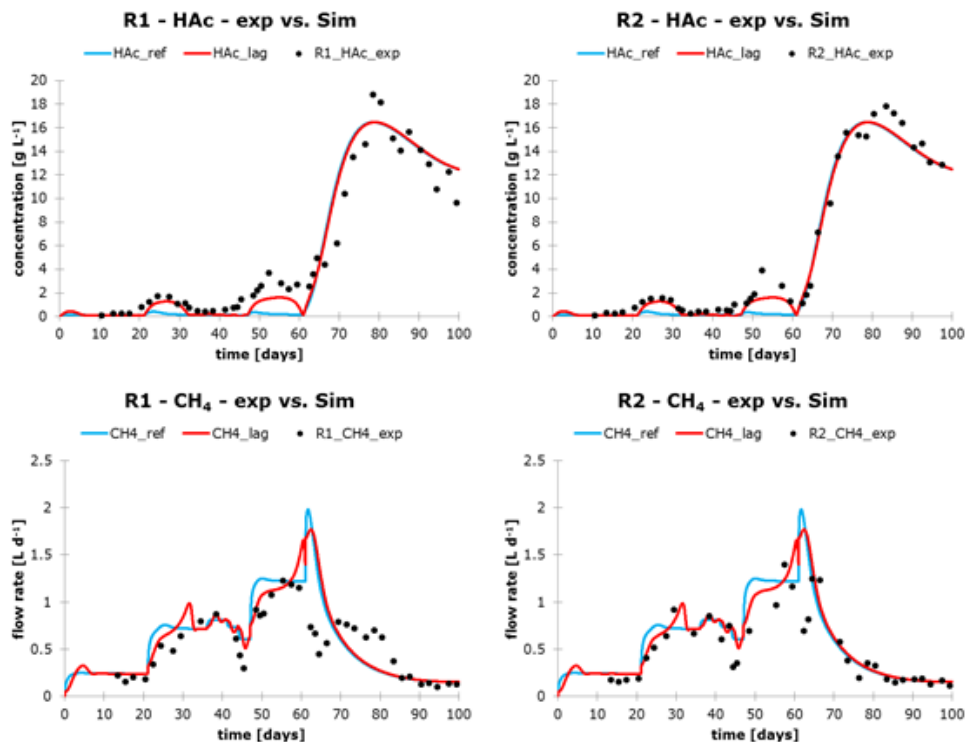 R1 - HAc - exp vs. Sim
HAc_ref HAc_lag R1_HAc_exp
20
18
16
14
12
10
8
6
4
2
0
concentration [g L⁻¹]
0 10 20 30 40 50 60 70 80 90 100
time [days]
R2 - HAc - exp vs. Sim
HAc_ref HAc_lag R2_HAc_exp
20
18
16
14
12
10
8
6
4
2
0
concentration [g L⁻¹]
0 10 20 30 40 50 60 70 80 90 100
time [days]
R1 - CH₄ - exp vs. Sim
CH4_ref CH4_lag R1_CH4_exp
2.5
2
1.5
1
0.5
0
flow rate [L d⁻¹]
0 10 20 30 40 50 60 70 80 90 100
time [days]
R2 - CH₄ - exp vs. Sim
CH4_ref CH4_lag R2_CH4_exp
2.5
2
1.5
1
0.5
0
flow rate [L d⁻¹]
0 10 20 30 40 50 60 70 80 90 100
time [days]